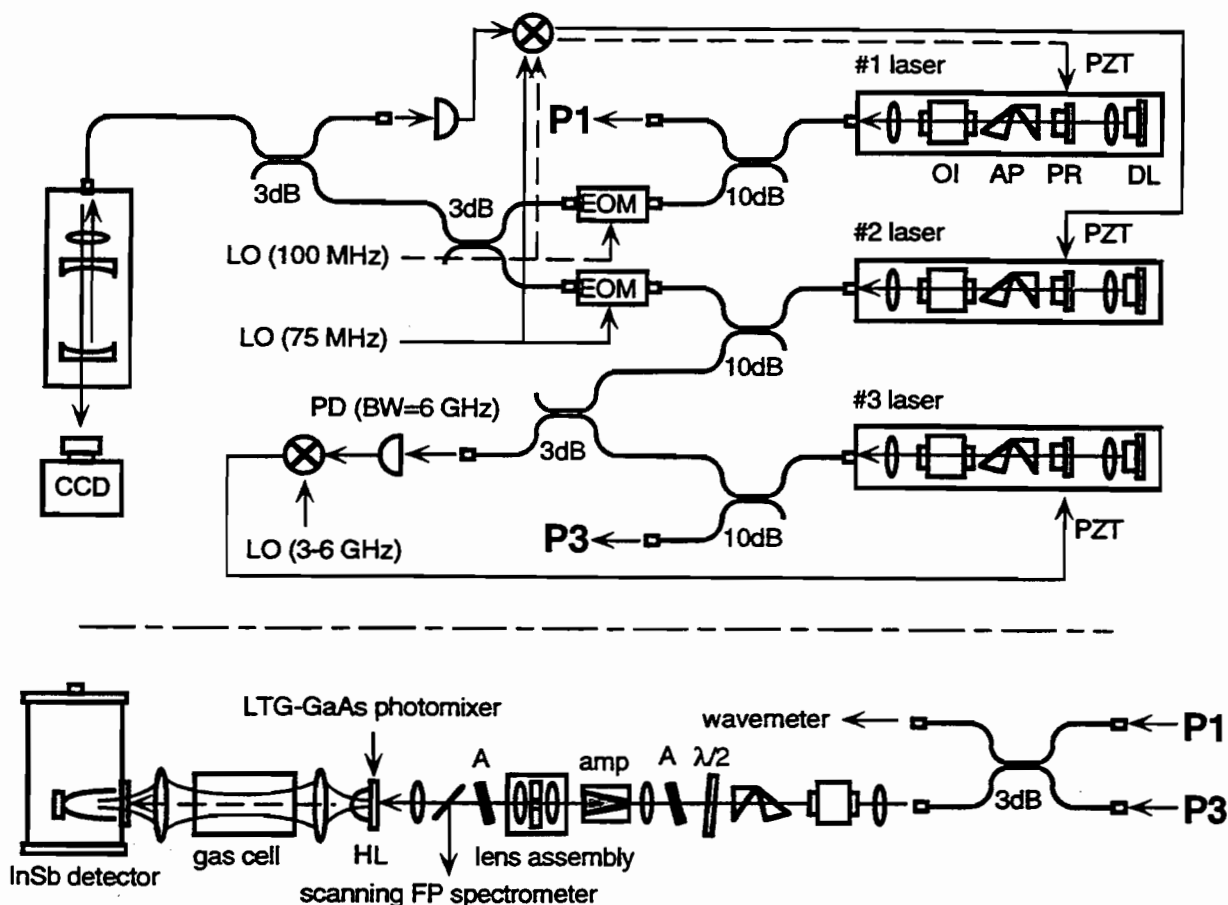 #1 laser
PZT
P1
OI
AP
PR
DL
3dB
3dB
EOM
10dB
LO (100 MHz)
#2 laser
PZT
EOM
LO (75 MHz)
10dB
PD (BW=6 GHz)
#3 laser
3dB
CCD
LO (3-6 GHz)
P3
10dB
PZT
LTG-GaAs photomixer
wavemeter
P1
A
amp
A
λ/2
3dB
P3
gas cell
HL
lens assembly
InSb detector
scanning FP spectrometer